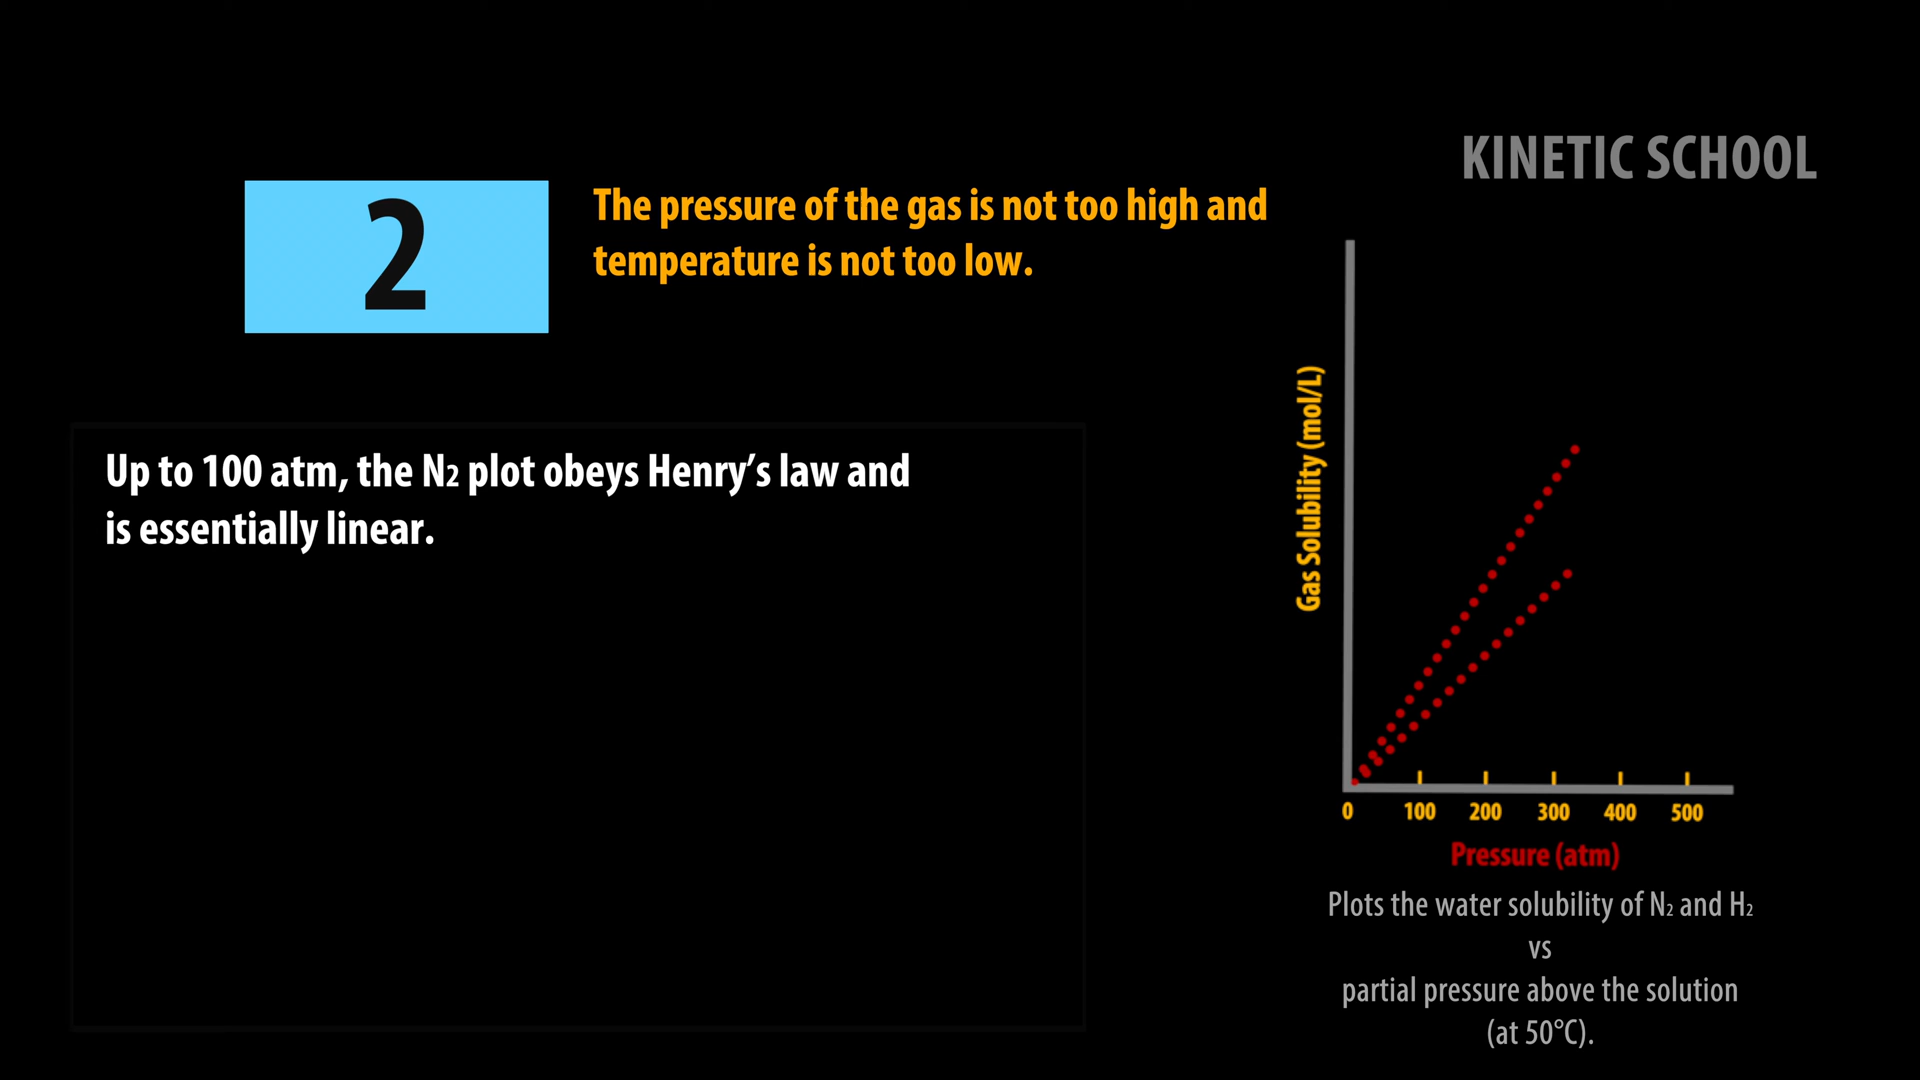 KINETIC SCHOOL
2
The pressure of the gas is not too high and
temperature is not too low.
Up to 100 atm, the N₂ plot obeys Henry’s law and
is essentially linear.
Gas Solubility (mol/L)
0 100 200 300 400 500
Pressure (atm)
Plots the water solubility of N₂ and H₂
vs
partial pressure above the solution
(at 50°C).